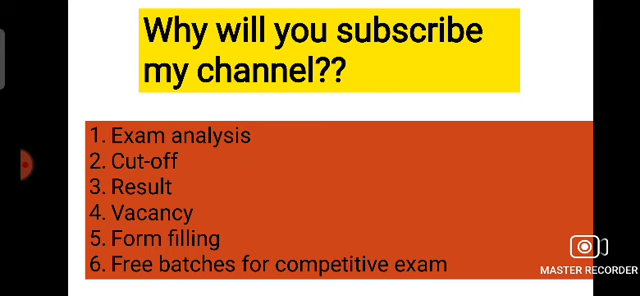 Why will you subscribe
my channel??
1. Exam analysis
2. Cut-off
3. Result
4. Vacancy
5. Form filling
6. Free batches for competitive exam
MASTER RECORDER